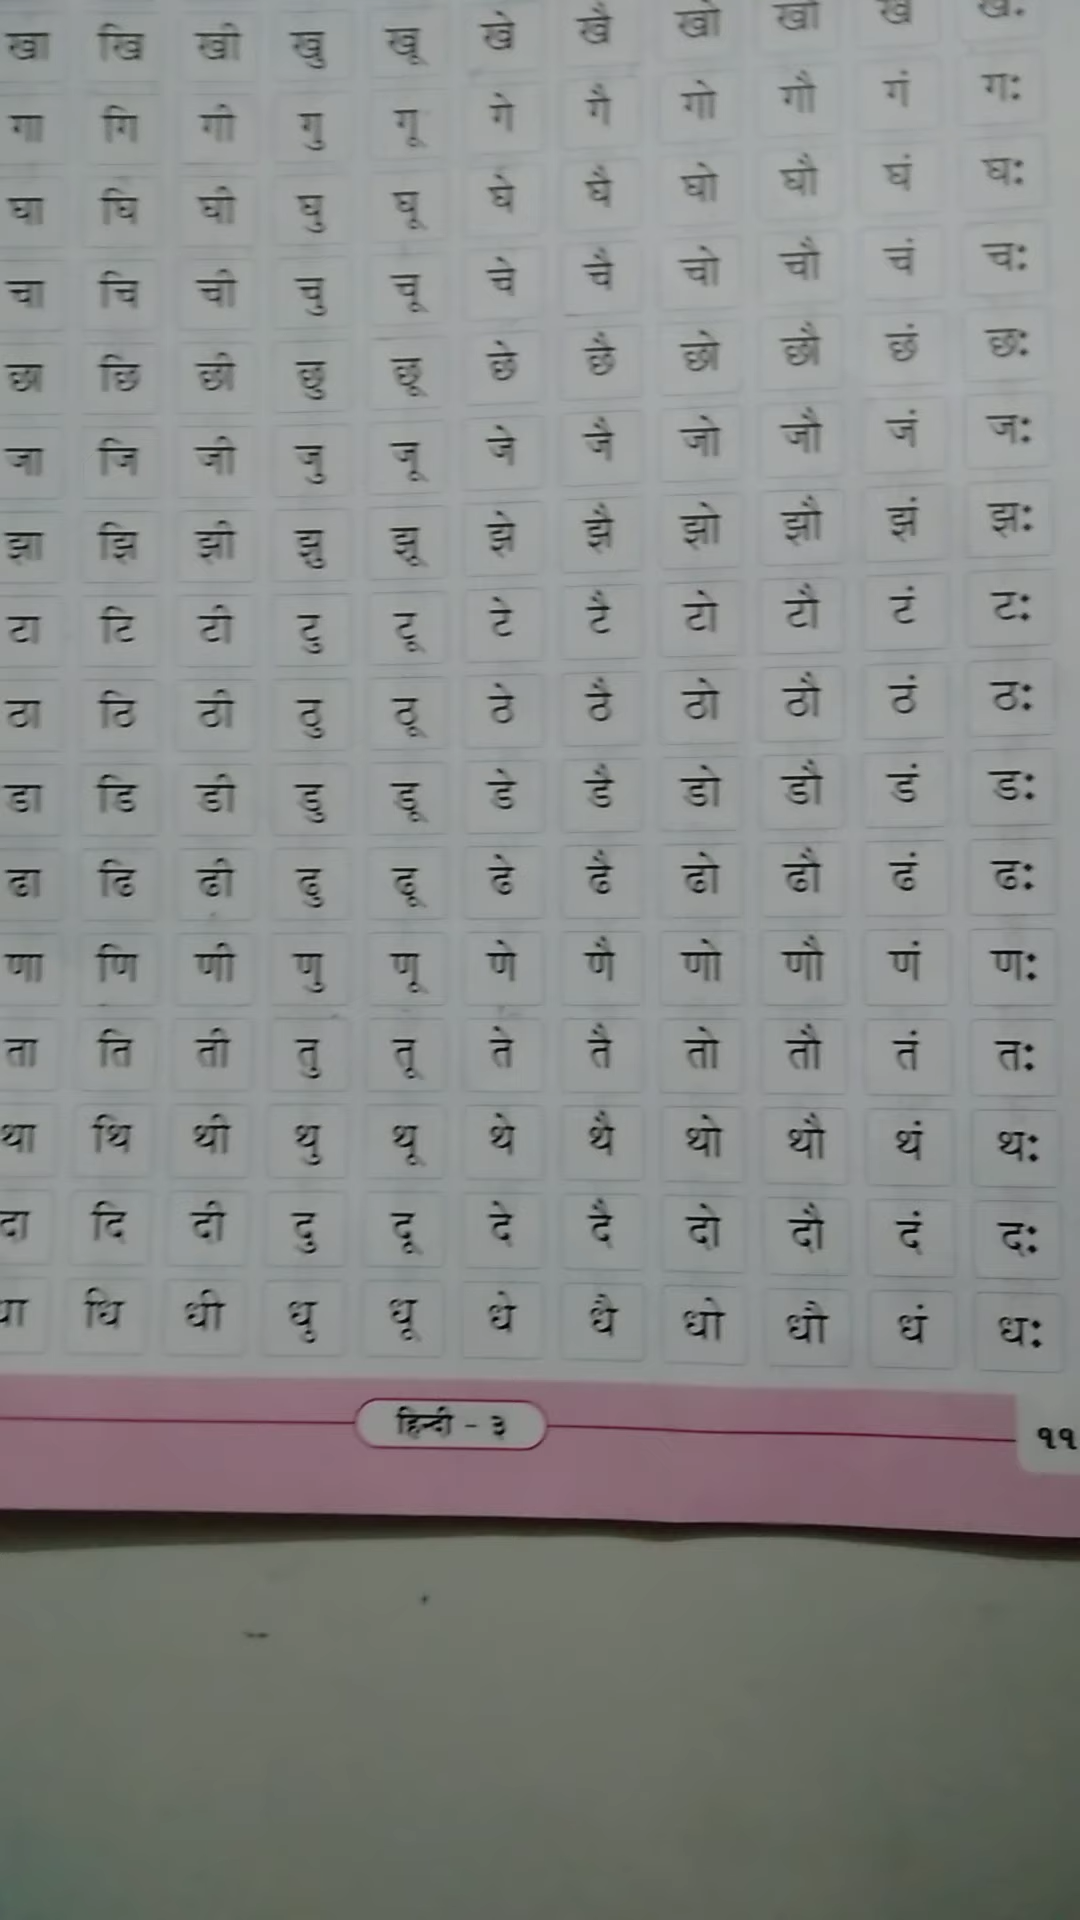 खा खि खी खु खू खे खै खो खौ खं खः
गा गि गी गु गू गे गै गो गौ गं गः
घा घि घी घु घू घे घै घो घौ घं घः
चा चि ची चु चू चे चै चो चौ चं चः
छा छि छी छु छू छे छै छो छौ छं छः
जा जि जी जु जू जे जै जो जौ जं जः
झा झि झी झु झू झे झै झो झौ झं झः
टा टि टी टु टू टे टै टो टौ टं टः
ठा ठि ठी ठु ठू ठे ठै ठो ठौ ठं ठः
डा डि डी डु डू डे डै डो डौ डं डः
ढा ढि ढी ढु ढू ढे ढै ढो ढौ ढं ढः
णा णि णी णु णू णे णै णो णौ णं णः
ता ति ती तु तू ते तै तो तौ तं तः
था थि थी थु थू थे थै थो थौ थं थः
दा दि दी दु दू दे दै दो दौ दं दः
धा धि धी धु धू धे धै धो धौ धं धः
हिन्दी - ३
११